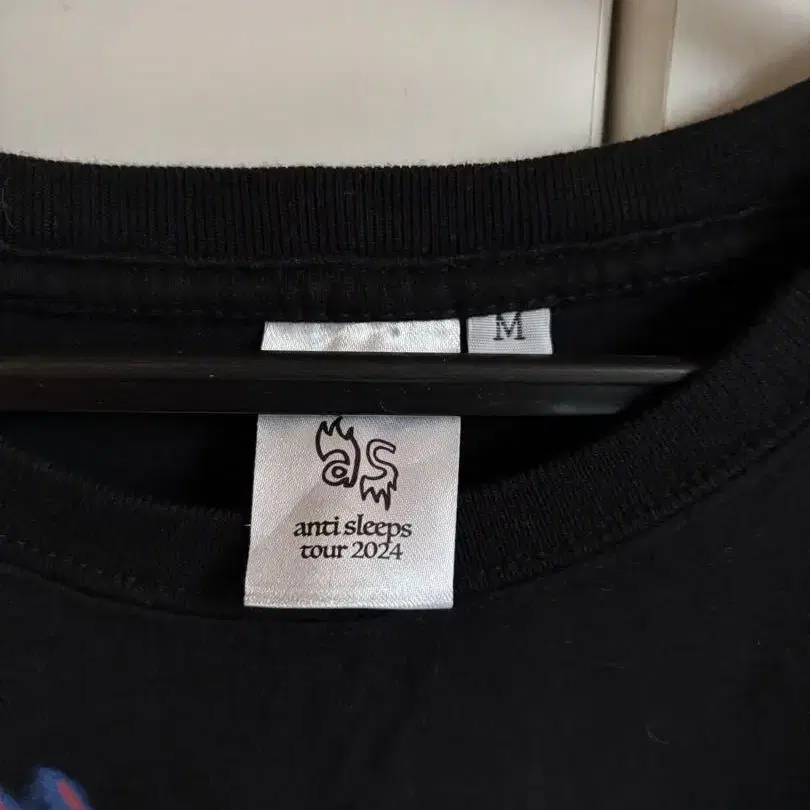 M
as
anti sleeps
tour 2024